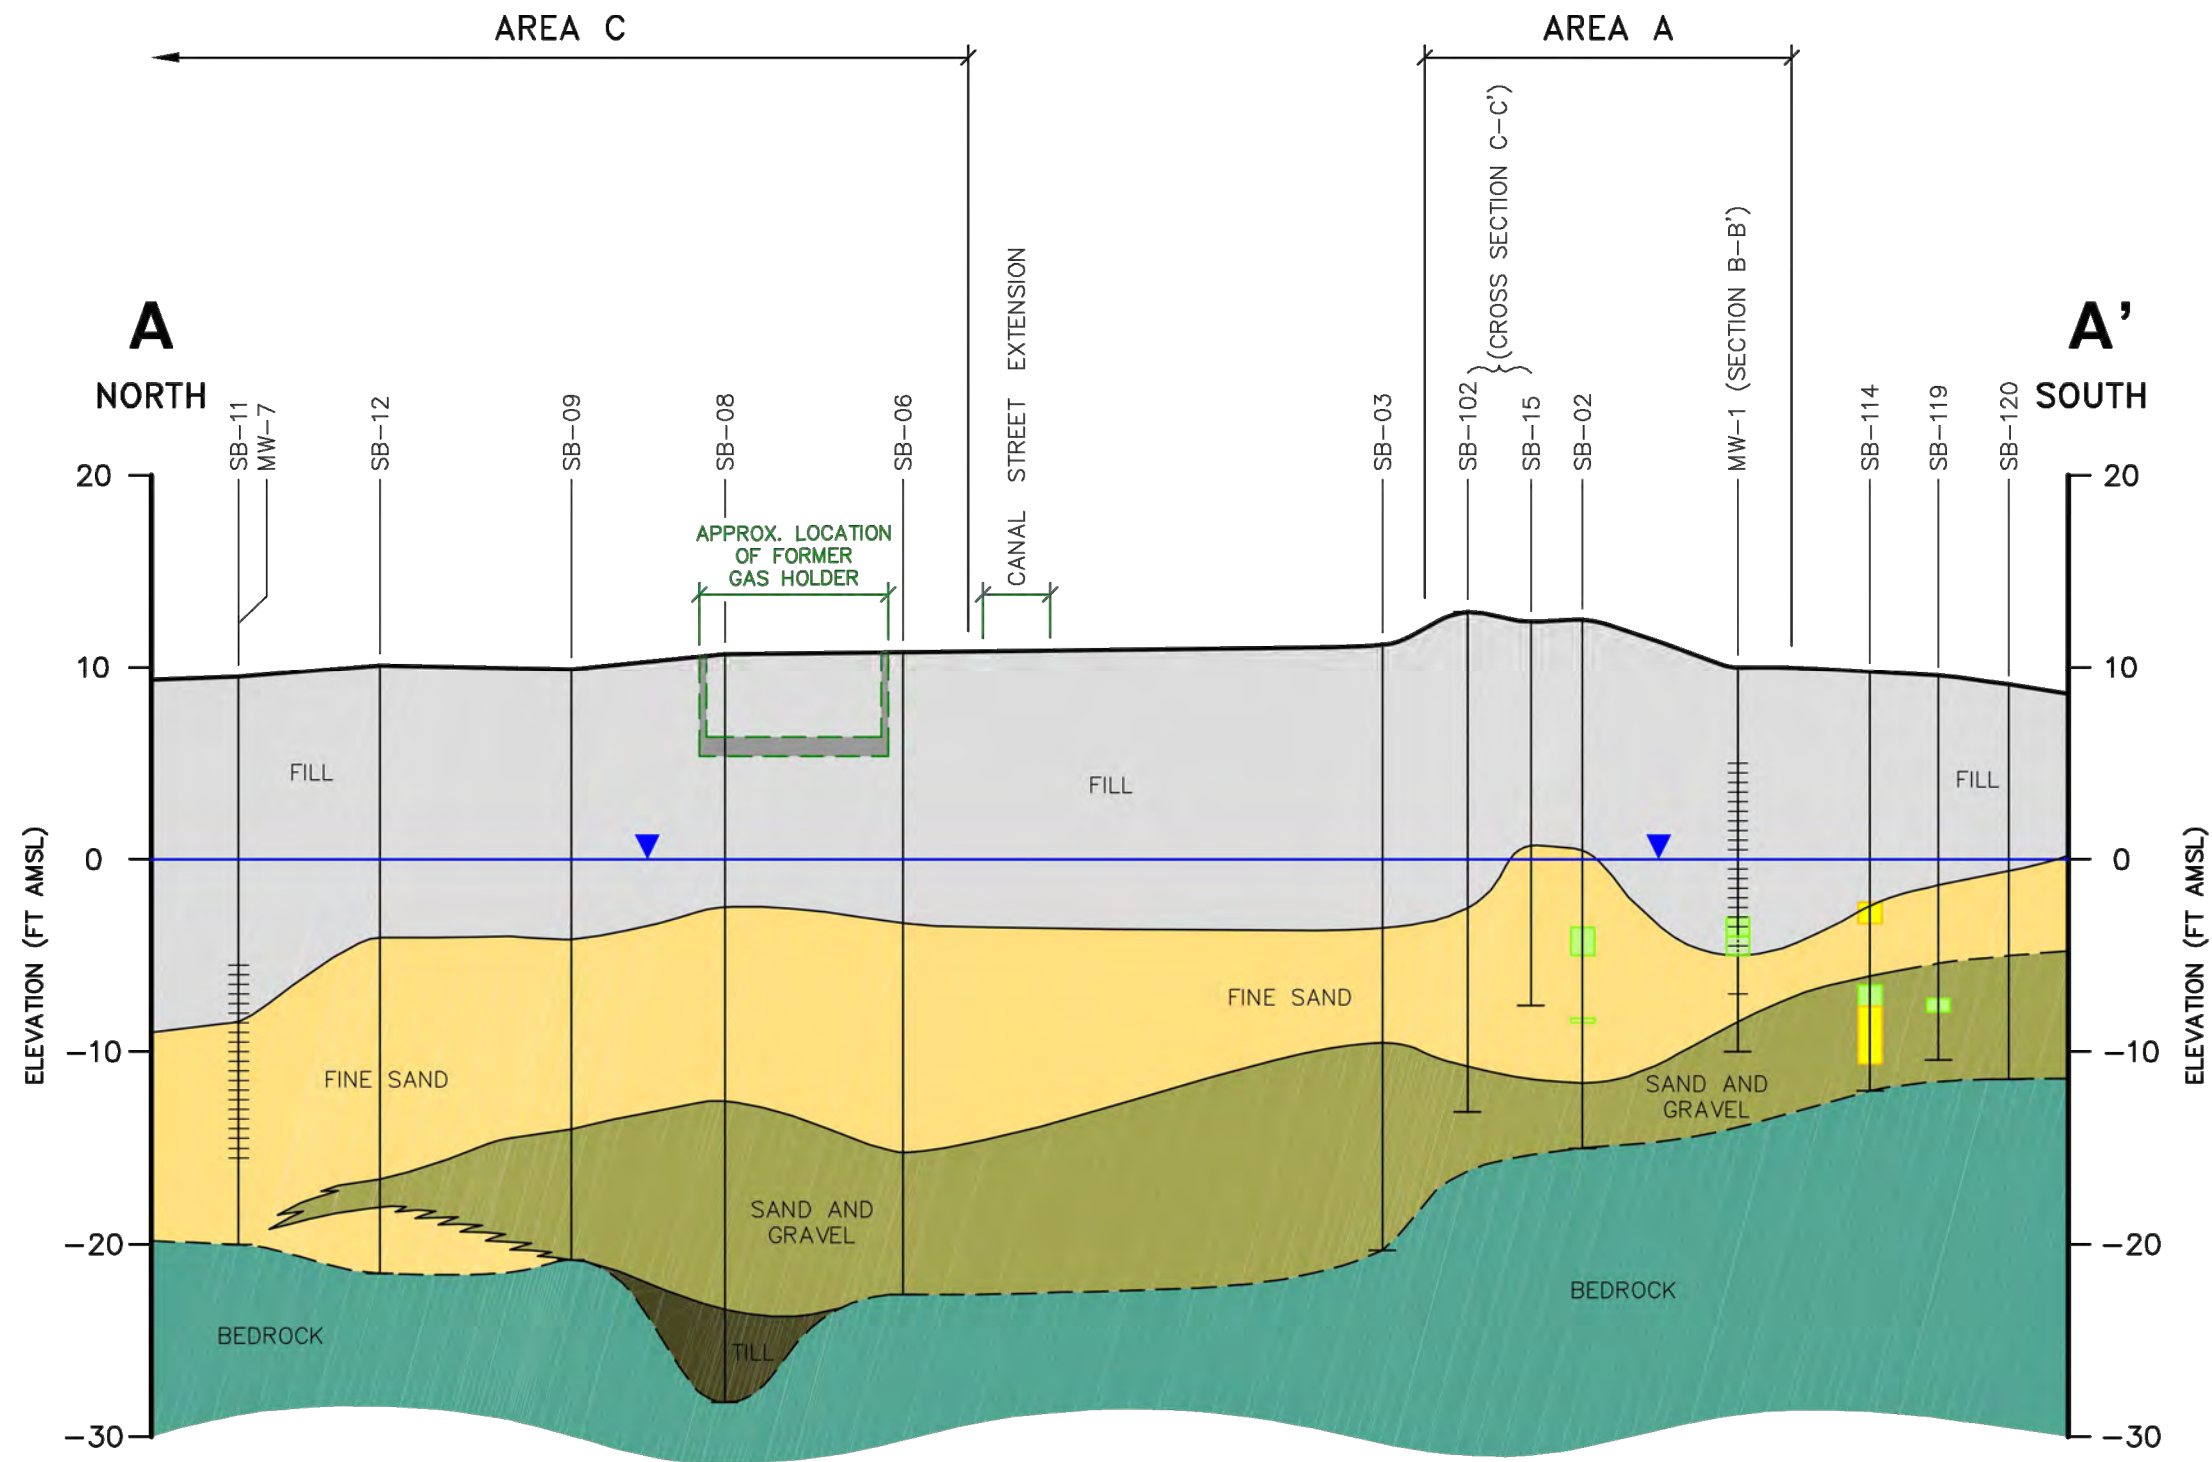 AREA C
AREA A
(CROSS SECTION C-C')
MW-1 (SECTION B-B')
CANAL STREET EXTENSION
A
NORTH
A'
SOUTH
SB-11
MW-7
SB-12
SB-09
SB-08
SB-06
SB-03
SB-102
SB-15
SB-02
SB-114
SB-119
SB-120
APPROX. LOCATION
OF FORMER
GAS HOLDER
20
10
0
-10
-20
-30
ELEVATION (FT AMSL)
20
10
0
-10
-20
-30
ELEVATION (FT AMSL)
FILL
FILL
FILL
FINE SAND
FINE SAND
SAND AND
GRAVEL
SAND AND
GRAVEL
BEDROCK
BEDROCK
TILL